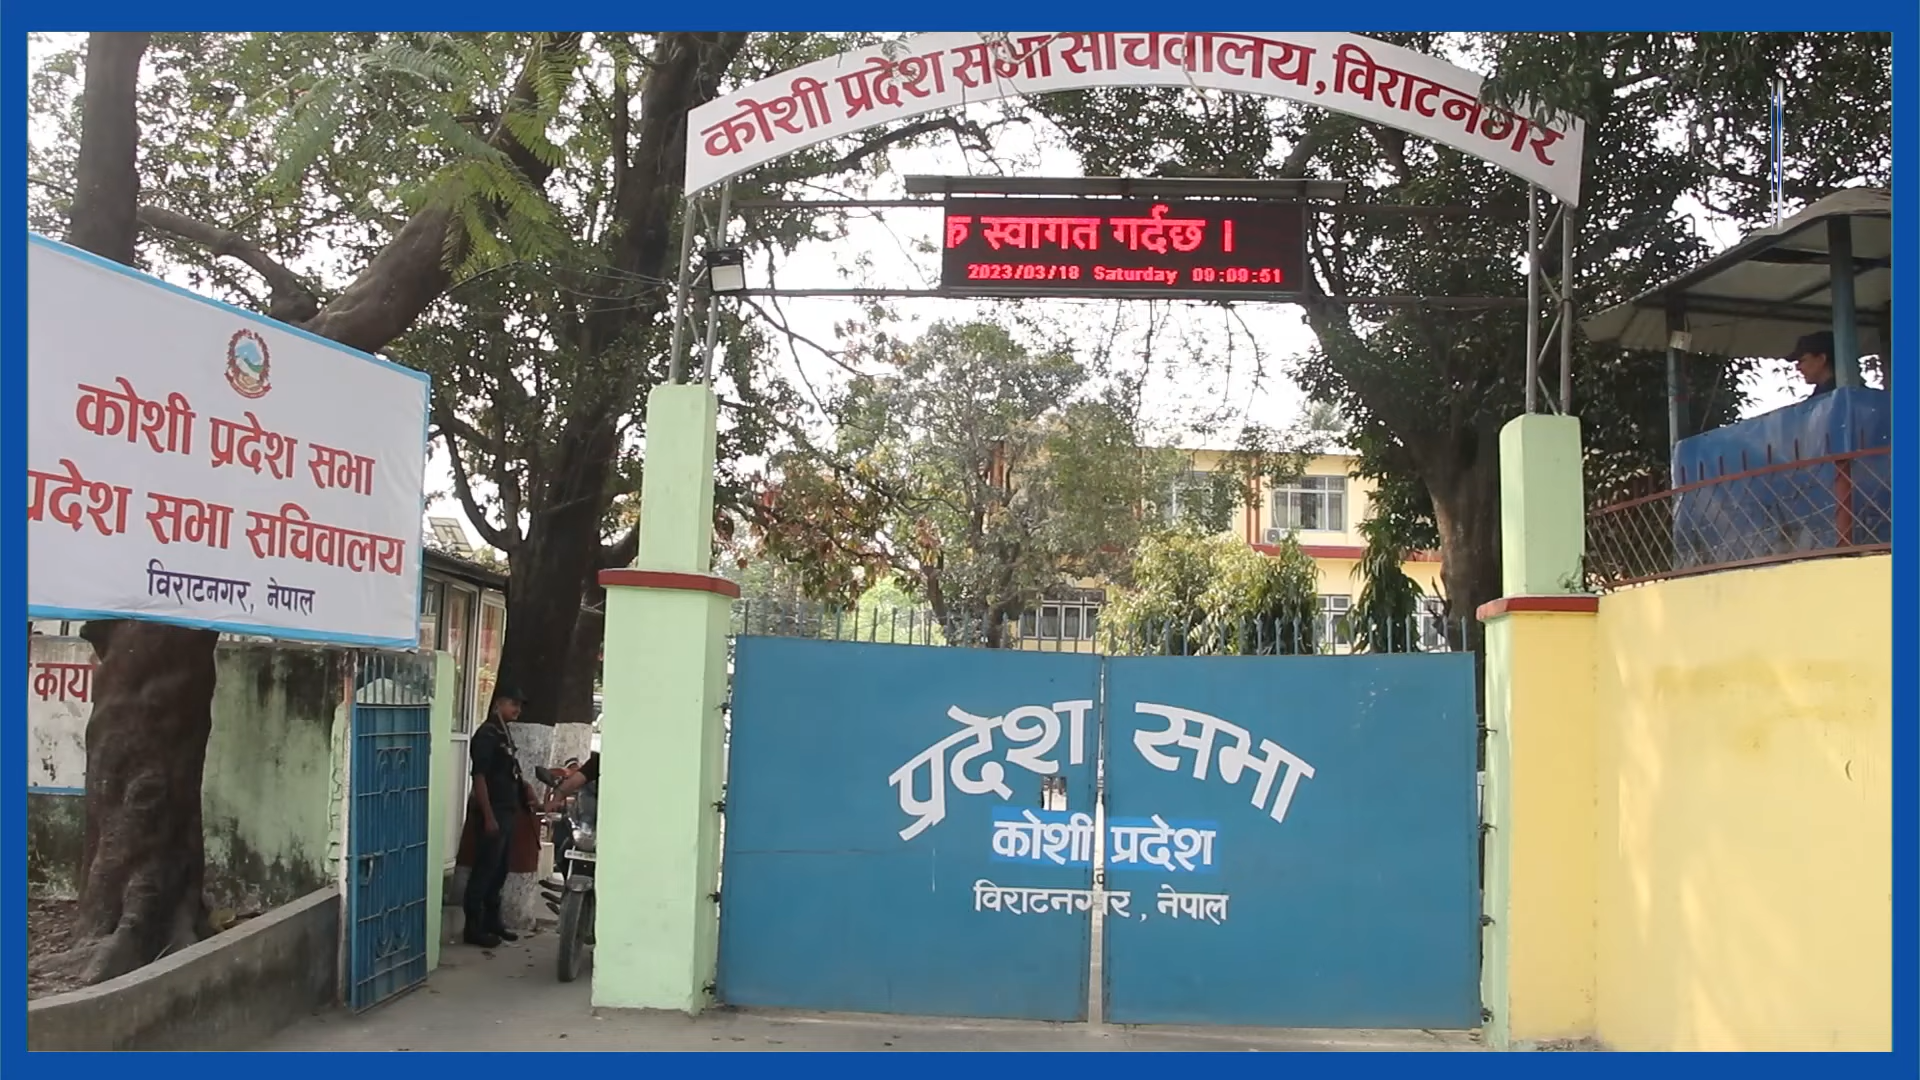 कोशी प्रदेश सभा सचिवालय, विराटनगर
स्वागत गर्दछ ।
2023/03/18 Saturday 09:09:51
कोशी प्रदेश सभा
प्रदेश सभा सचिवालय
विराटनगर, नेपाल
प्रदेश सभा
कोशी प्रदेश
विराटनगर, नेपाल